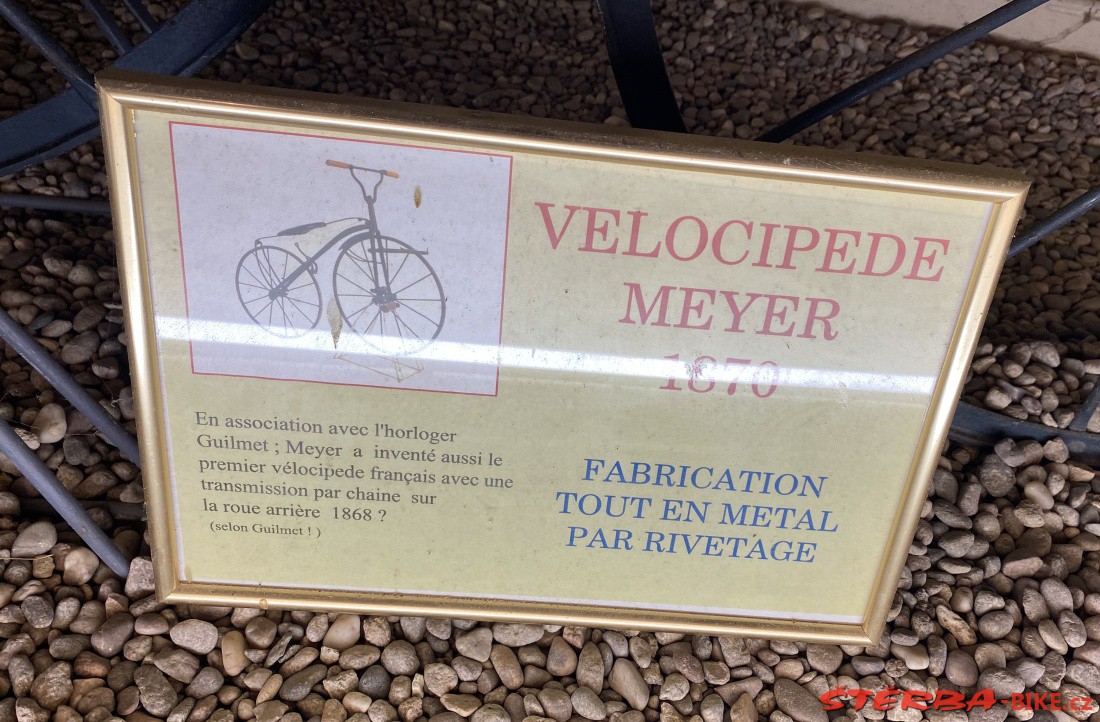 VELOCIPEDE
MEYER
1870
En association avec l'horloger
Guilmet ; Meyer a inventé aussi le
premier vélocipede français avec une
transmission par chaine sur
la roue arrière 1868 ?
(selon Guilmet ! )
FABRICATION
TOUT EN METAL
PAR RIVETAGE
STERBA-BIKE.cz